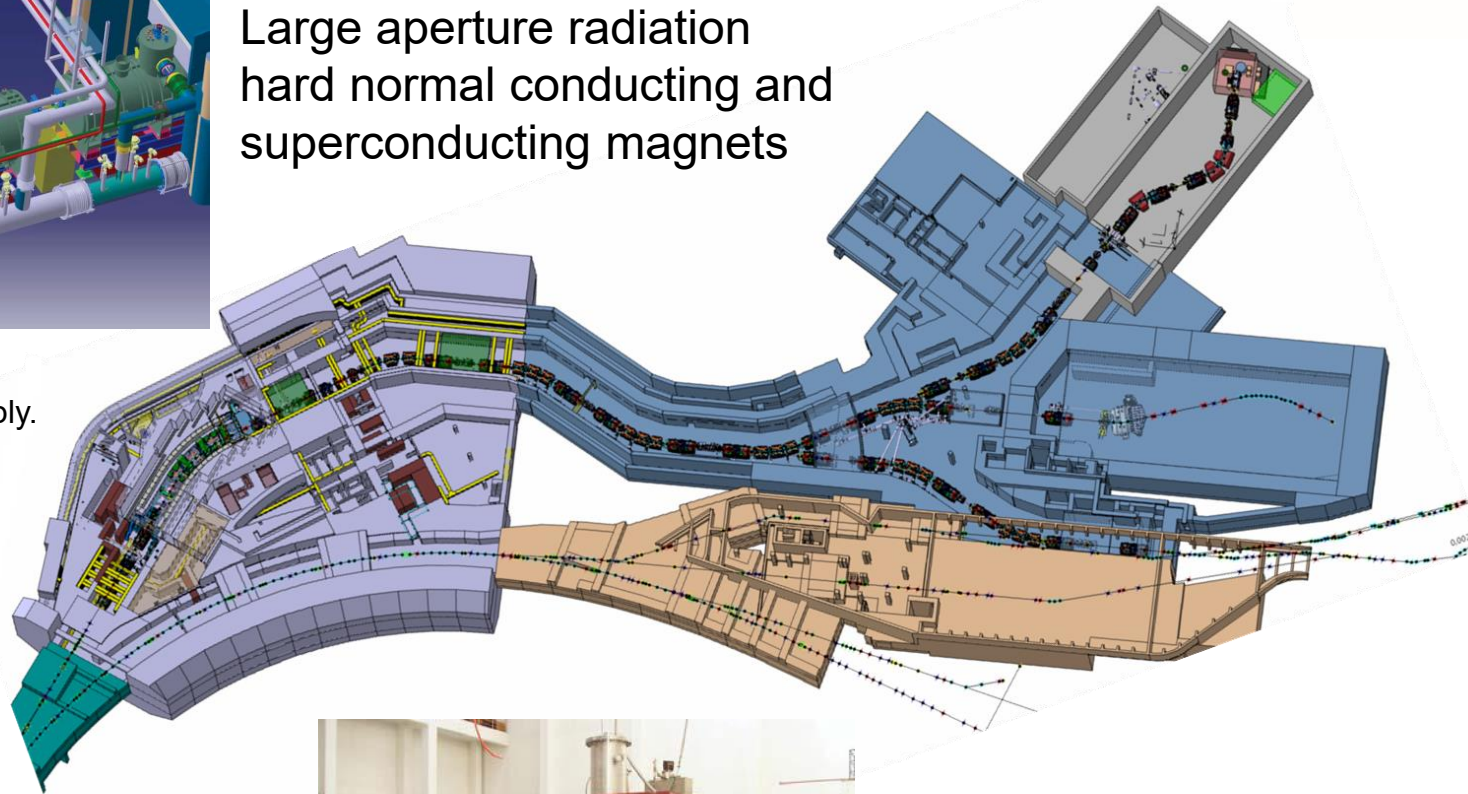 Large aperture radiation
hard normal conducting and
superconducting magnets
ply.